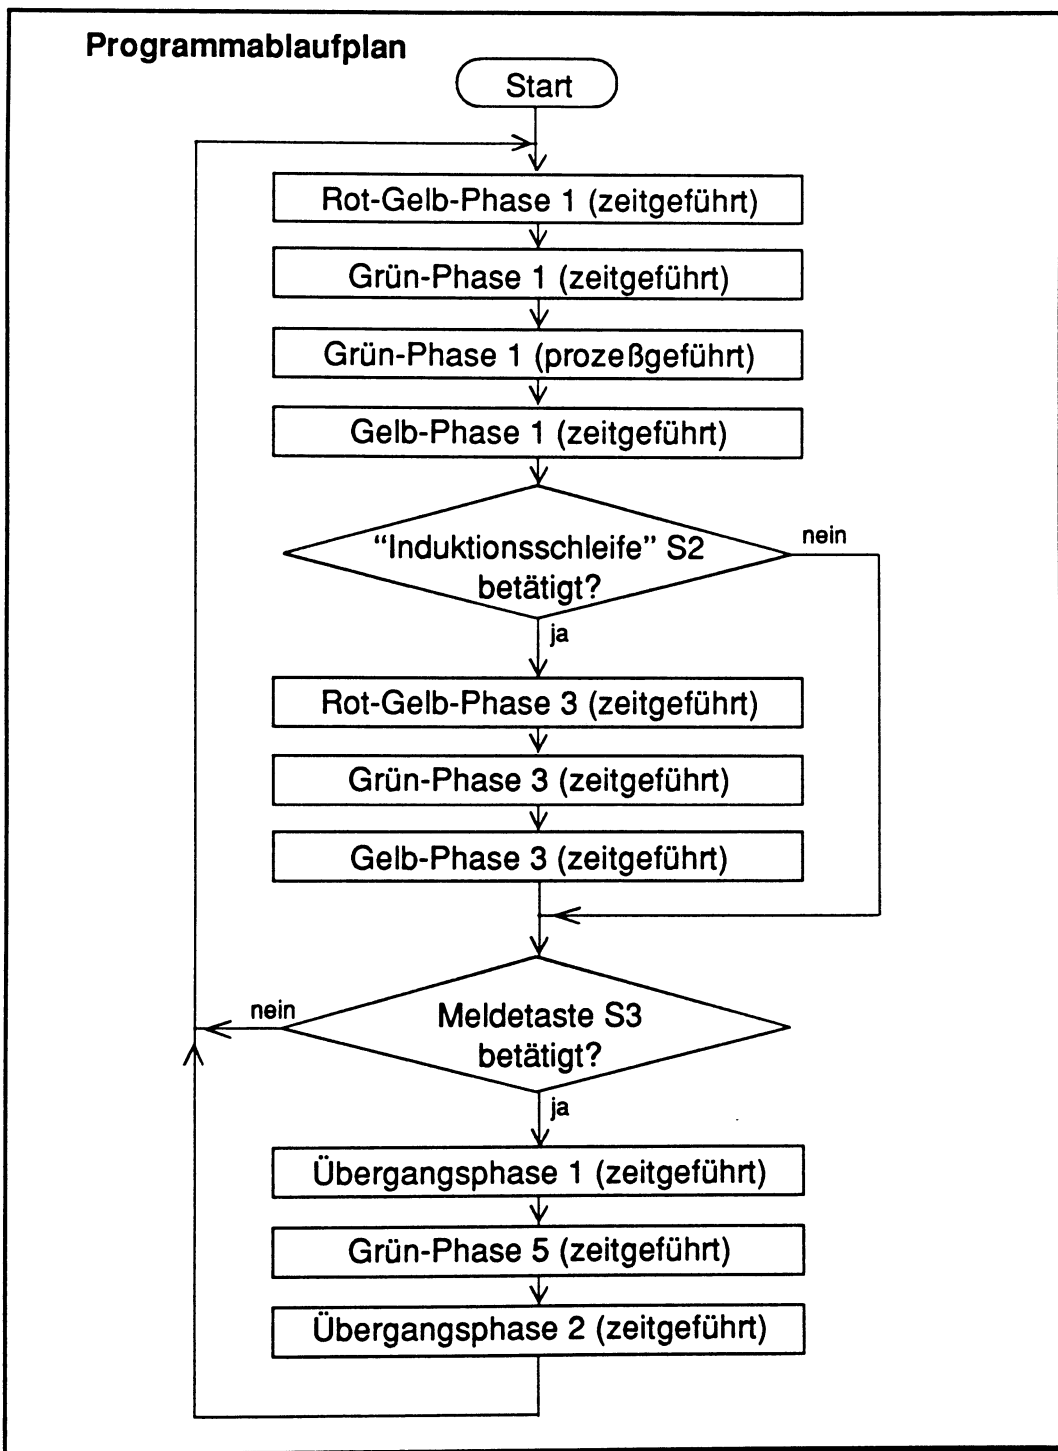 Programmablaufplan
Start
Rot-Gelb-Phase 1 (zeitgeführt)
Grün-Phase 1 (zeitgeführt)
Grün-Phase 1 (prozeßgeführt)
Gelb-Phase 1 (zeitgeführt)
“Induktionsschleife” S2
betätigt?
nein
ja
Rot-Gelb-Phase 3 (zeitgeführt)
Grün-Phase 3 (zeitgeführt)
Gelb-Phase 3 (zeitgeführt)
Meldetaste S3
betätigt?
nein
ja
Übergangsphase 1 (zeitgeführt)
Grün-Phase 5 (zeitgeführt)
Übergangsphase 2 (zeitgeführt)